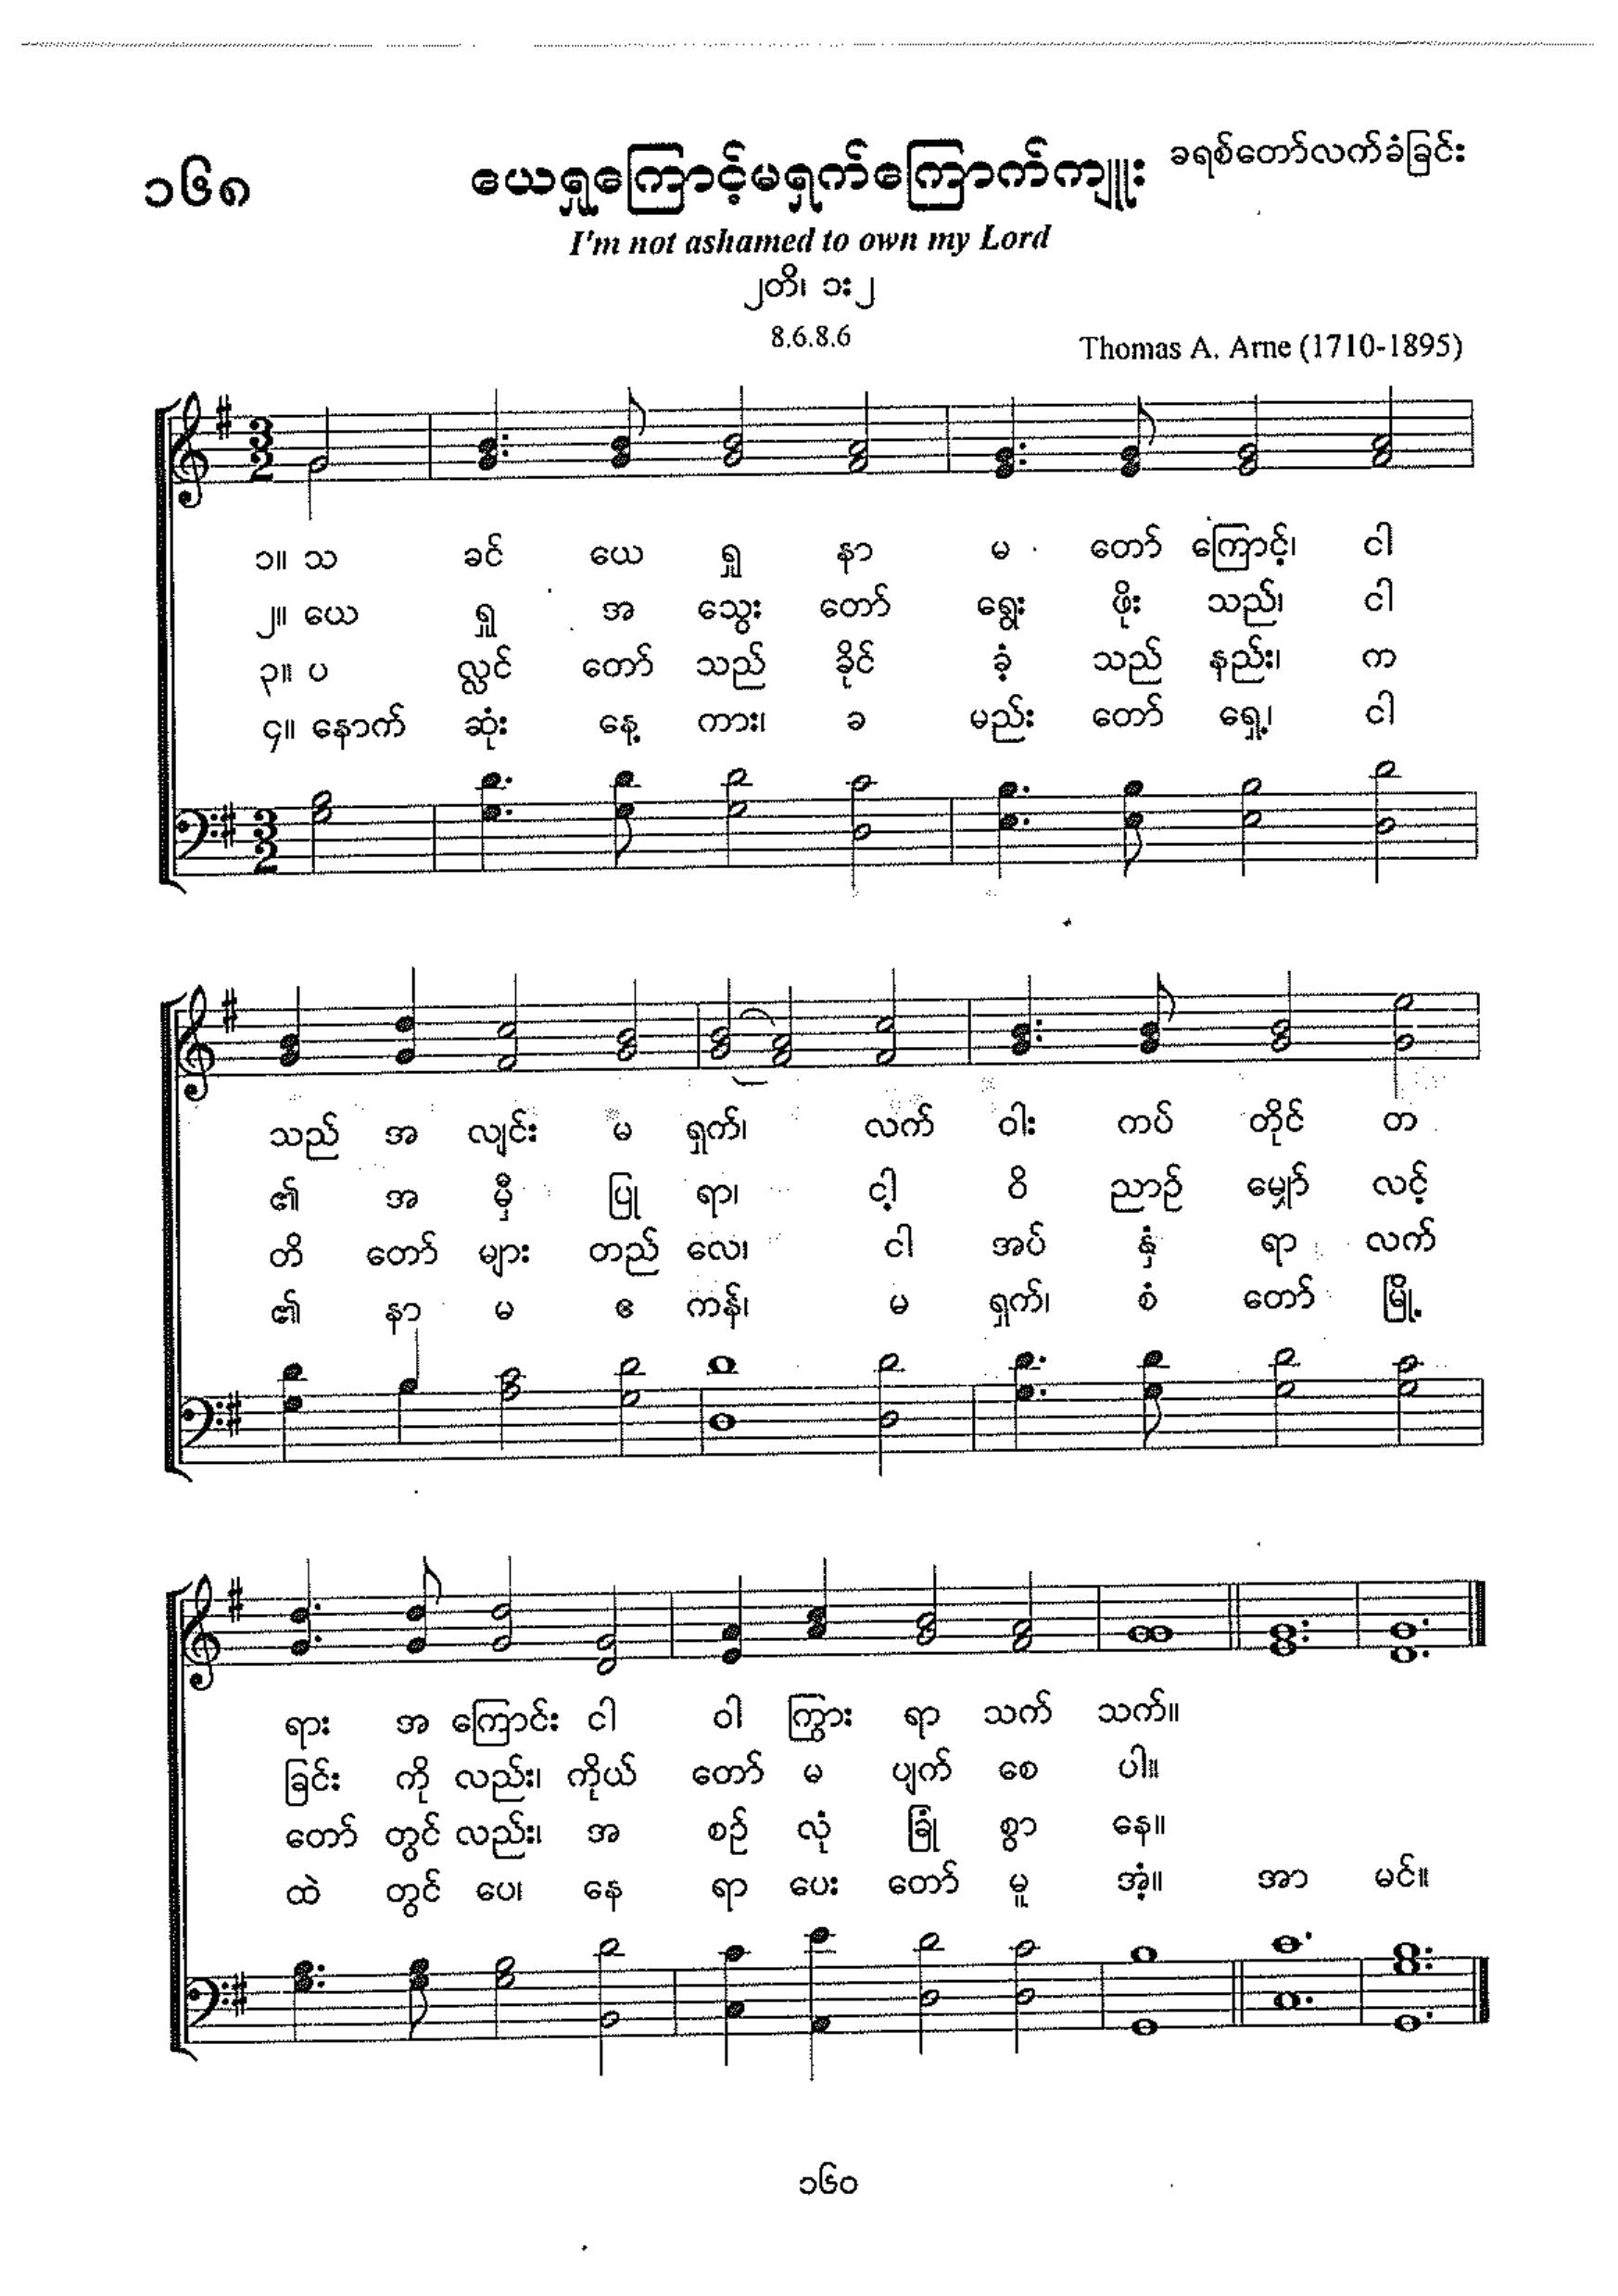 ၁၆၈
ယေရှုကြောင့်မရှက်ကြောက်ကျူး
ခရစ်တော်လက်ခံခြင်း
I'm not ashamed to own my Lord
၂တိ၊ ၁း၂
8.6.8.6
Thomas A. Arne (1710-1895)
၁။ သ ခင် ယေ ရှု နာ မ တော် ကြောင့်၊ ငါ
၂။ ယေ ရှု အ သွေး တော် ရွေး ဖိုး သည်၊ ငါ
၃။ ပ လ္လင် တော် သည် ခိုင် ခံ့ သည် နည်း၊ က
၄။ နောက် ဆုံး နေ့ ကား၊ ခ မည်း တော် ရှေ့၊ ငါ
သည် အ လျင်း မ ရှက်၊ လက် ဝါး ကပ် တိုင် တ
၏ အ မှီ ပြု ရာ၊ ငါ့ ဝိ ညာဉ် မျှော် လင့်
တိ တော် များ တည် လေ၊ ငါ အပ် နှံ ရာ လက်
၏ နာ မ ဧ ကန်၊ မ ရှက်၊ စံ တော် မြို့
ရား အ ကြောင်း ငါ ဝါ ကြွား ရာ သက် သက်။
ခြင်း ကို လည်း၊ ကိုယ် တော် မ ပျက် စေ ပါ။
တော် တွင် လည်း၊ အ စဉ် လုံ ခြုံ စွာ နေ။
ထဲ တွင် ပေ၊ နေ ရာ ပေး တော် မူ အံ့။ အာ မင်။
၁၆၀